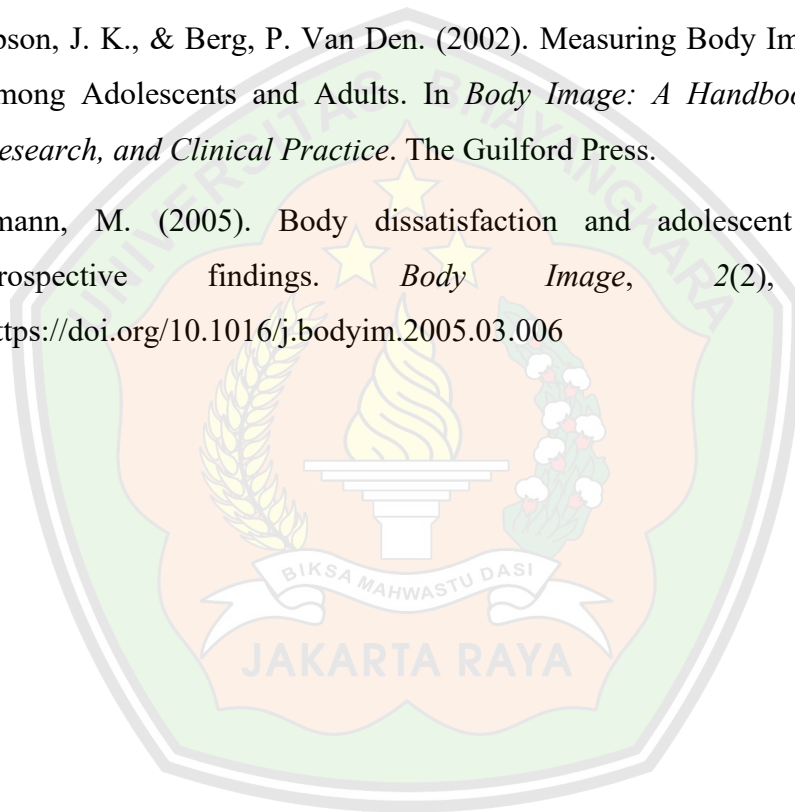 pson, J. K., & Berg, P. Van Den. (2002). Measuring Body Im
mong Adolescents and Adults. In Body Image: A Handboo
esearch, and Clinical Practice. The Guilford Press.
mann, M. (2005). Body dissatisfaction and adolescent
rospective findings. Body Image, 2(2),
ttps://doi.org/10.1016/j.bodyim.2005.03.006
UNIVERSITAS BHAYANGKARA
BIKSA MAHWASTU DASI
JAKARTA RAYA